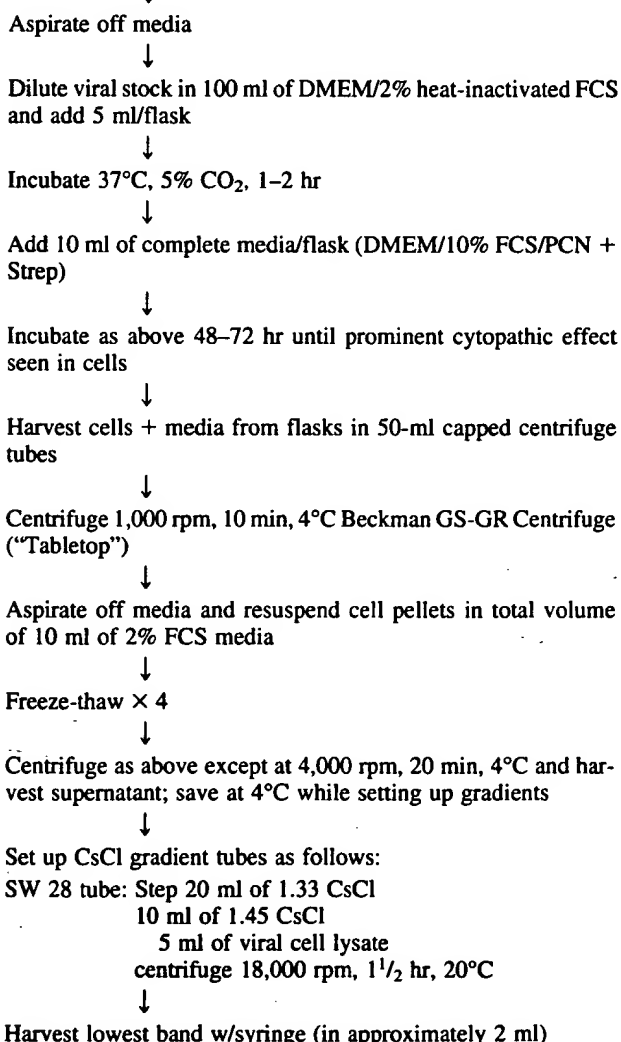 Aspirate off media
↓
Dilute viral stock in 100 ml of DMEM/2% heat-inactivated FCS
and add 5 ml/flask
↓
Incubate 37°C, 5% CO₂, 1–2 hr
↓
Add 10 ml of complete media/flask (DMEM/10% FCS/PCN +
Strep)
↓
Incubate as above 48–72 hr until prominent cytopathic effect
seen in cells
↓
Harvest cells + media from flasks in 50-ml capped centrifuge
tubes
↓
Centrifuge 1,000 rpm, 10 min, 4°C Beckman GS-GR Centrifuge
(“Tabletop”)
↓
Aspirate off media and resuspend cell pellets in total volume
of 10 ml of 2% FCS media
↓
Freeze-thaw × 4
↓
Centrifuge as above except at 4,000 rpm, 20 min, 4°C and har-
vest supernatant; save at 4°C while setting up gradients
↓
Set up CsCl gradient tubes as follows:
SW 28 tube: Step 20 ml of 1.33 CsCl
10 ml of 1.45 CsCl
5 ml of viral cell lysate
centrifuge 18,000 rpm, 1 1/2 hr, 20°C
↓
Harvest lowest band w/syringe (in approximately 2 ml)